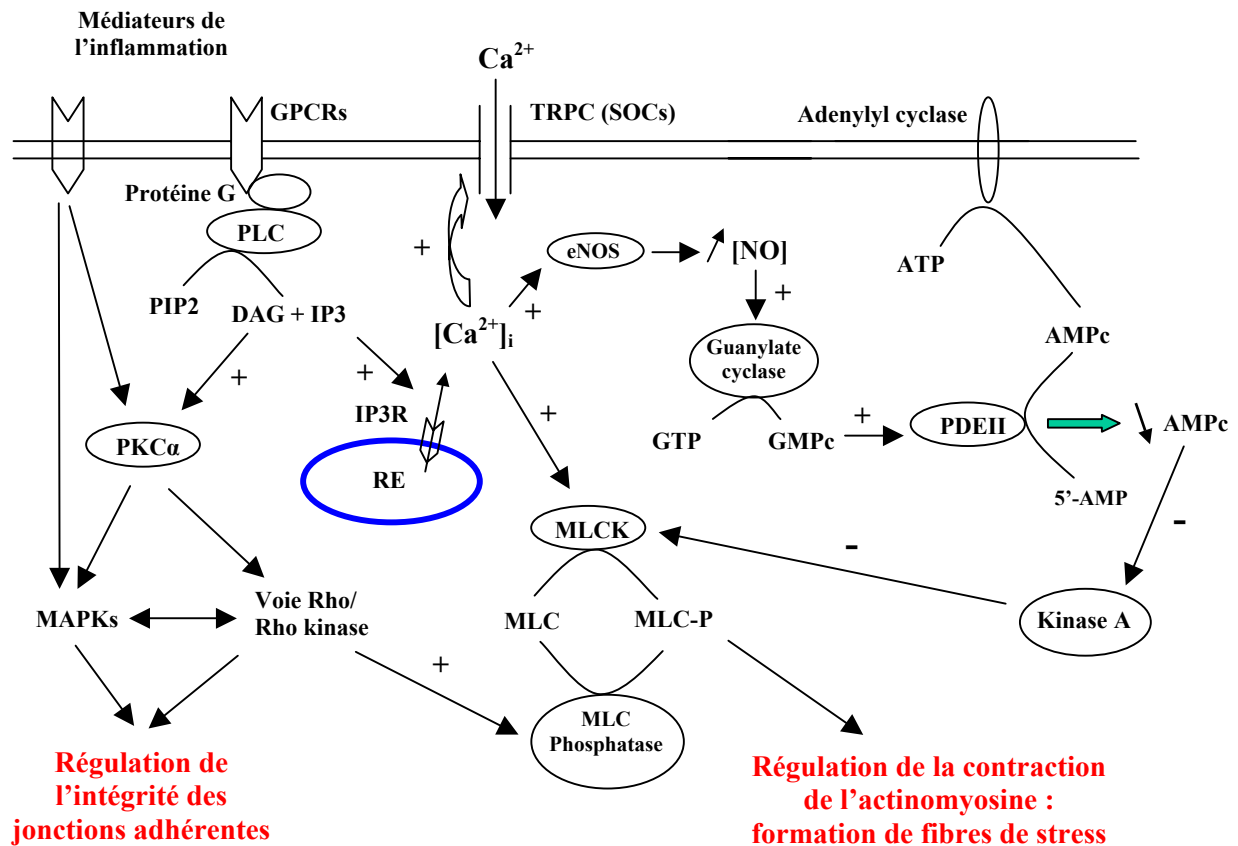 Médiateurs de
l’inflammation
Ca2+
GPCRs
TRPC (SOCs)
Adenylyl cyclase
Protéine G
PLC
+
eNOS
[NO]
ATP
PIP2
DAG + IP3
[Ca2+]i
+
+
Guanylate
cyclase
AMPc
+
+
IP3R
+
GTP
GMPc
+
PDEII
AMPc
PKCα
RE
5’-AMP
MLCK
-
-
MAPKs
Voie Rho/
Rho kinase
MLC
MLC-P
Kinase A
+
MLC
Phosphatase
Régulation de
l’intégrité des
jonctions adhérentes
Régulation de la contraction
de l’actinomyosine :
formation de fibres de stress